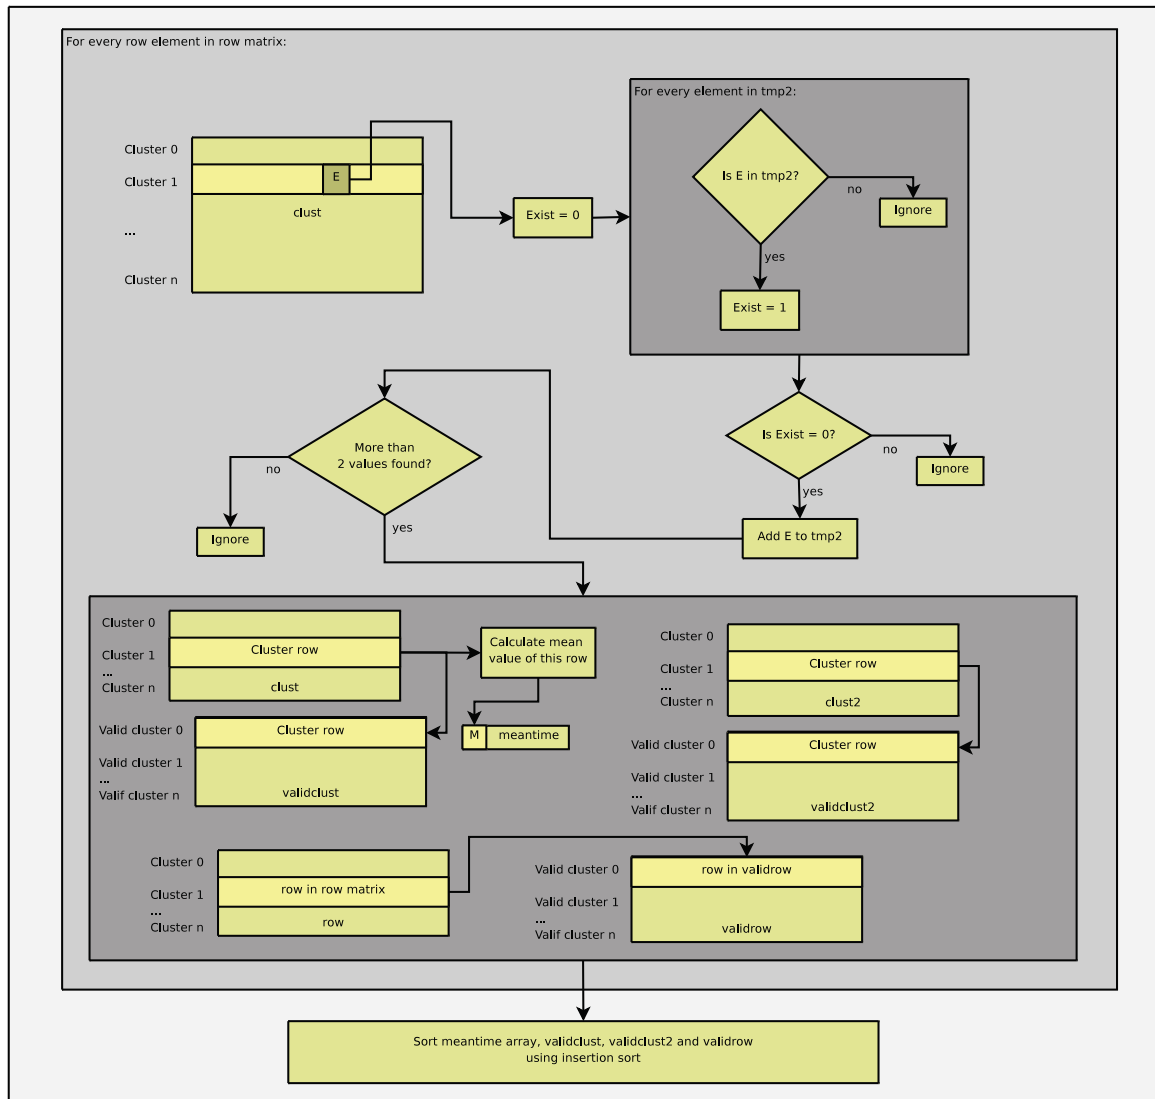 For every row element in row matrix:
For every element in tmp2:
Cluster 0
Cluster 1
E
clust
...
Cluster n
Exist = 0
Is E in tmp2?
no
Ignore
yes
Exist = 1
Is Exist = 0?
no
Ignore
yes
Add E to tmp2
More than
2 values found?
no
Ignore
yes
Cluster 0
Cluster 1
...
Cluster n
Cluster row
clust
Calculate mean
value of this row
M
meantime
Valid cluster 0
Valid cluster 1
...
Valif cluster n
Cluster row
validclust
Cluster 0
Cluster 1
...
Cluster n
Cluster row
clust2
Valid cluster 0
Valid cluster 1
...
Valif cluster n
Cluster row
validclust2
Cluster 0
Cluster 1
...
Cluster n
row in row matrix
row
Valid cluster 0
Valid cluster 1
...
Valif cluster n
row in validrow
validrow
Sort meantime array, validclust, validclust2 and validrow
using insertion sort